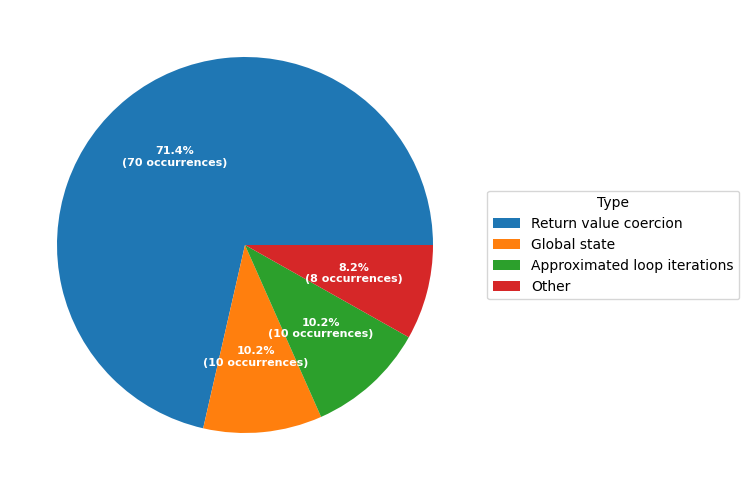 71.4%
(70 occurrences)
8.2%
(8 occurrences)
10.2%
(10 occurrences)
10.2%
(10 occurrences)
Type
Return value coercion
Global state
Approximated loop iterations
Other